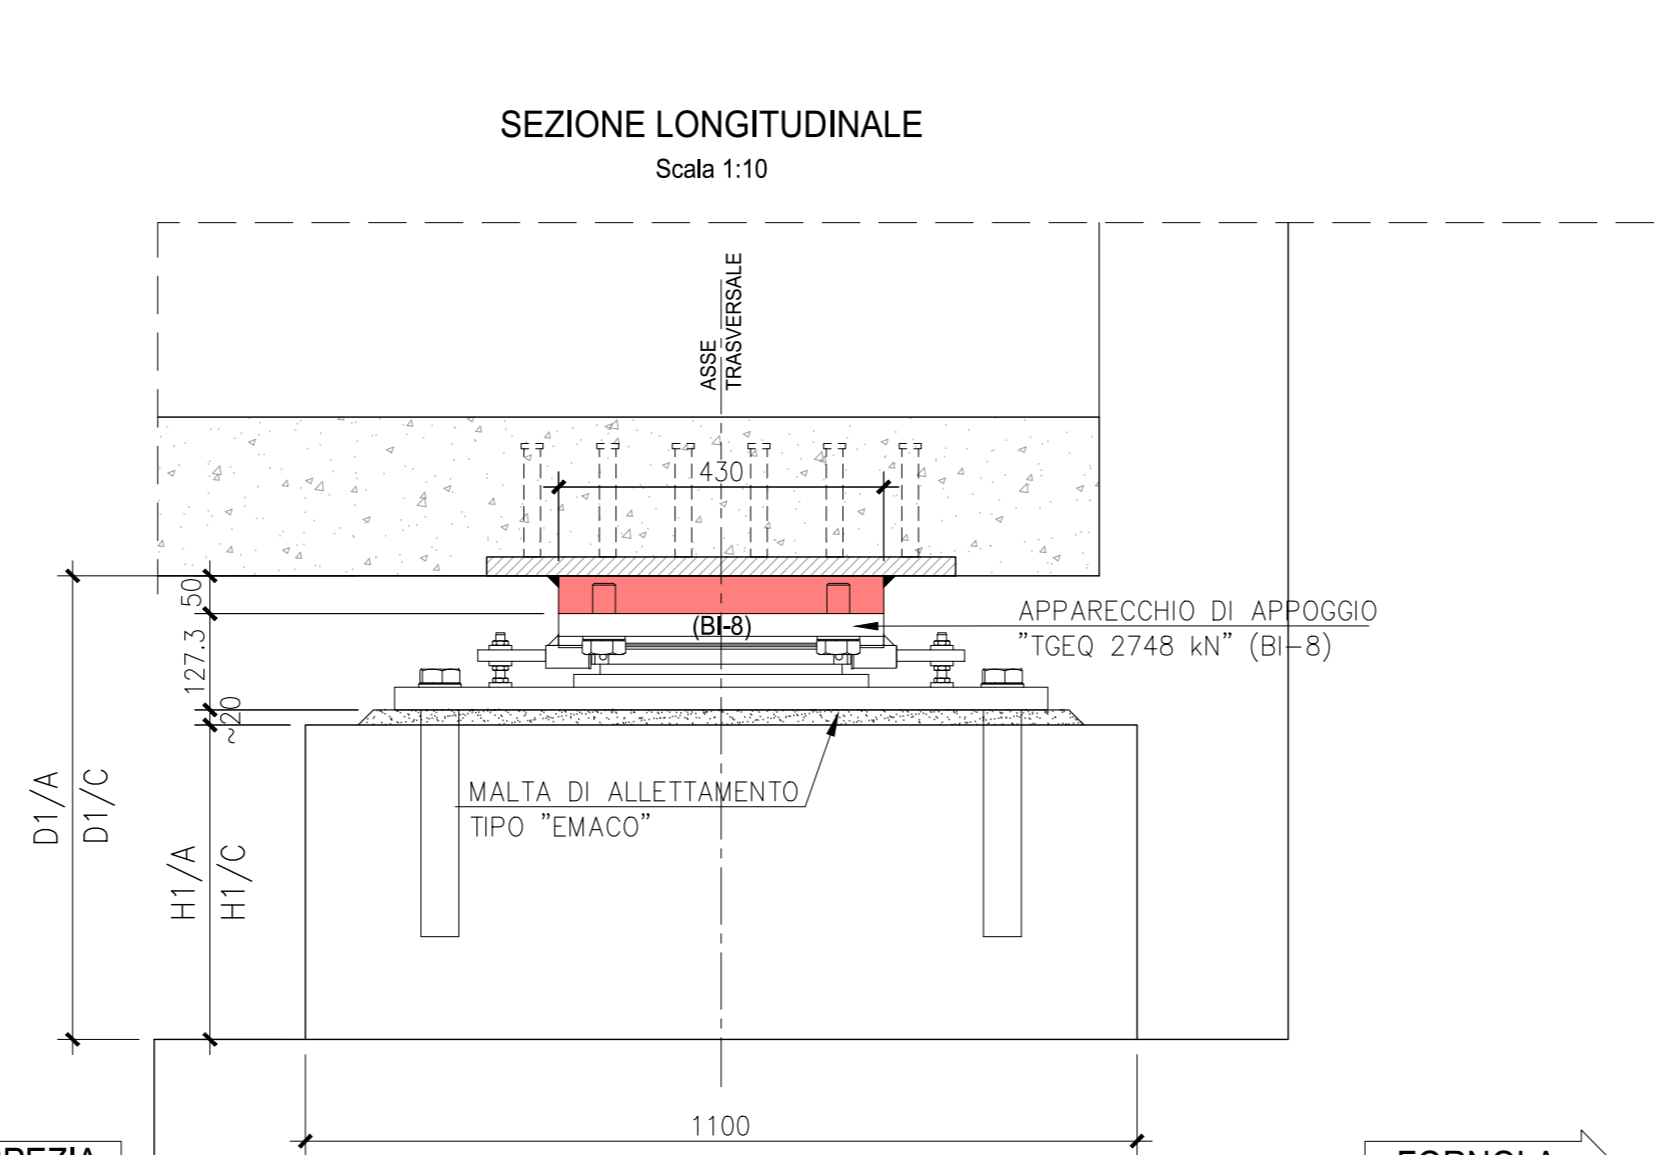 SEZIONE LONGITUDINALE
Scala 1:10
ASSE
TRASVERSALE
430
50
127.3
~20
(BI-8)
APPARECCHIO DI APPOGGIO
"TGEQ 2748 kN" (BI-8)
MALTA DI ALLETTAMENTO
TIPO "EMACO"
D1/A
D1/C
H1/A
H1/C
1100
FORNOLA